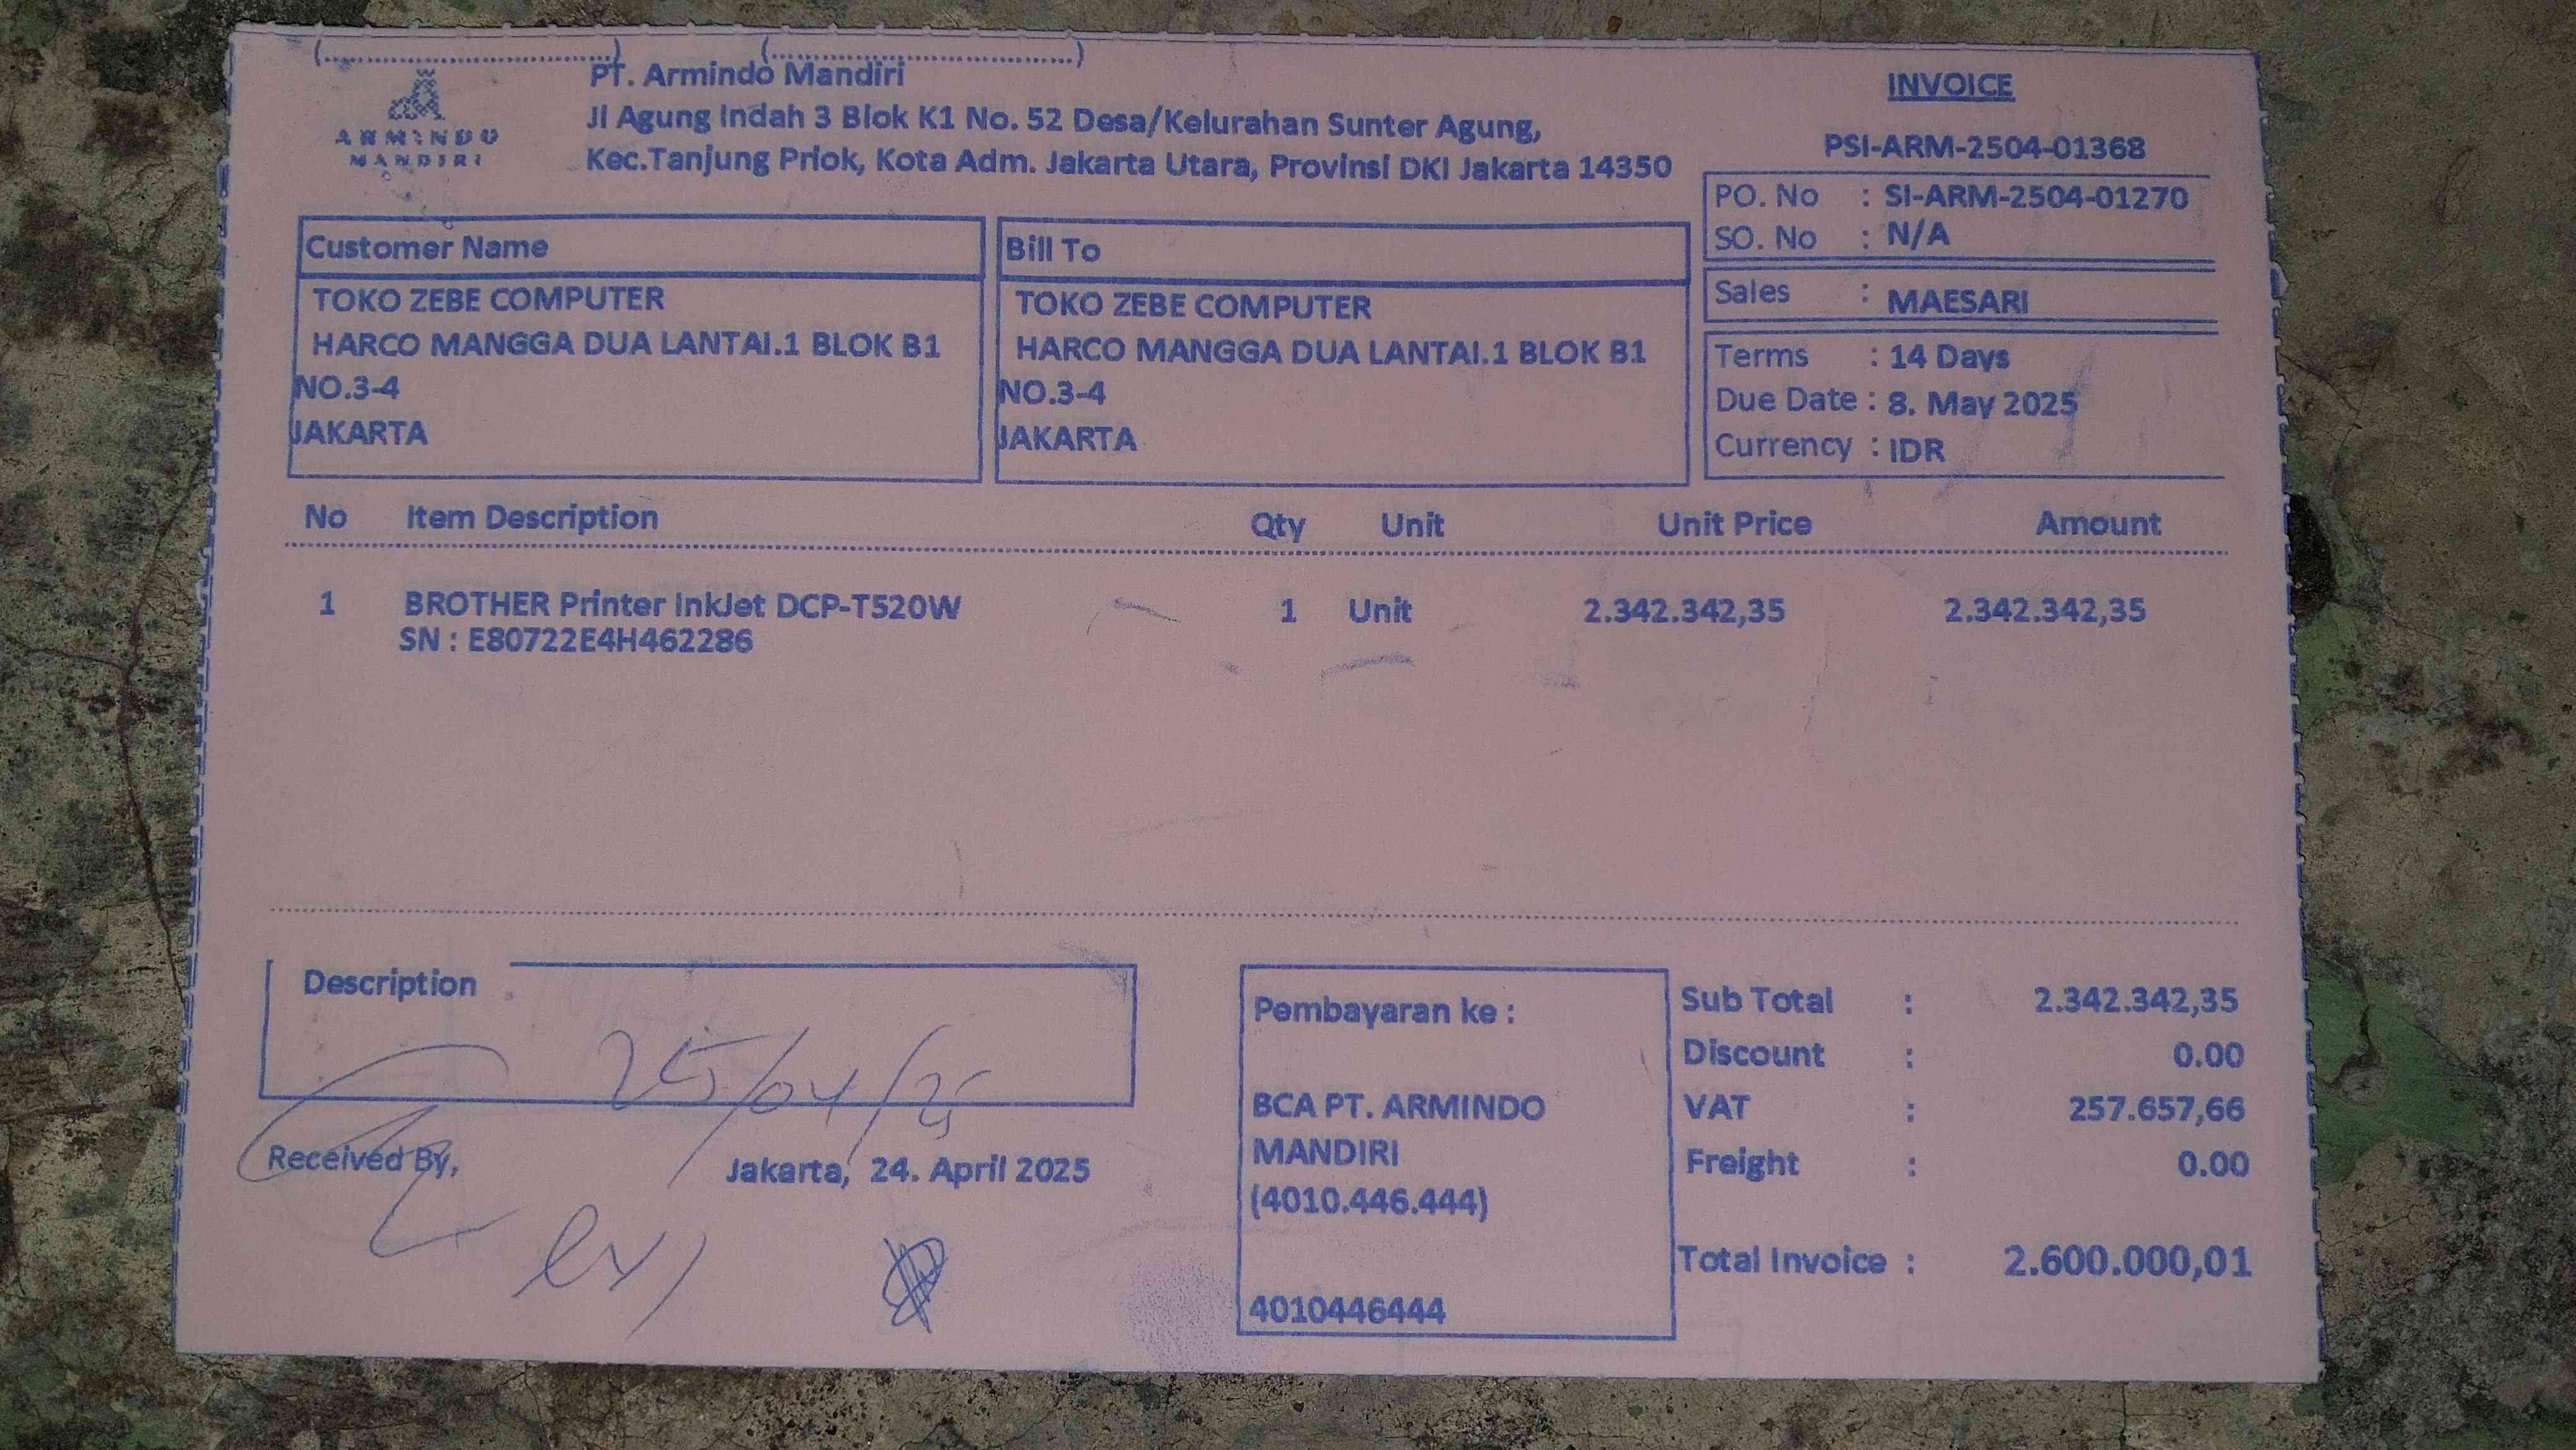 (..............................) (..............................)
ARMINDO
MANDIRI
PT. Armindo Mandiri
Jl Agung Indah 3 Blok K1 No. 52 Desa/Kelurahan Sunter Agung,
Kec.Tanjung Priok, Kota Adm. Jakarta Utara, Provinsi DKI Jakarta 14350
INVOICE
PSI-ARM-2504-01368
PO. No : SI-ARM-2504-01270
SO. No : N/A
Sales : MAESARI
Terms : 14 Days
Due Date : 8. May 2025
Currency : IDR
Customer Name
TOKO ZEBE COMPUTER
HARCO MANGGA DUA LANTAI.1 BLOK B1
NO.3-4
JAKARTA
Bill To
TOKO ZEBE COMPUTER
HARCO MANGGA DUA LANTAI.1 BLOK B1
NO.3-4
JAKARTA
No Item Description Qty Unit Unit Price Amount
1 BROTHER Printer InkJet DCP-T520W 1 Unit 2.342.342,35 2.342.342,35
SN : E80722E4H462286
Description
25/04/25
Received By,
Jakarta, 24. April 2025
Pembayaran ke :
BCA PT. ARMINDO
MANDIRI
(4010.446.444)
4010446444
Sub Total : 2.342.342,35
Discount : 0.00
VAT : 257.657,66
Freight : 0.00
Total Invoice : 2.600.000,01